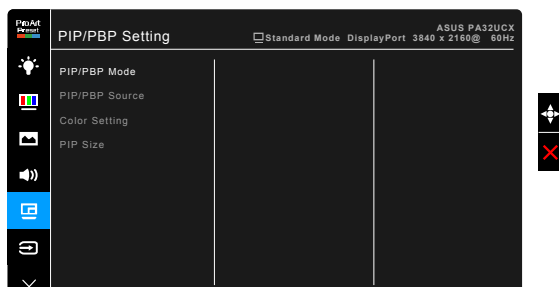 ProArt
Preset
PIP/PBP Setting
ASUS PA32UCX
Standard Mode DisplayPort 3840 x 2160@ 60Hz
PIP/PBP Mode
PIP/PBP Source
Color Setting
PIP Size